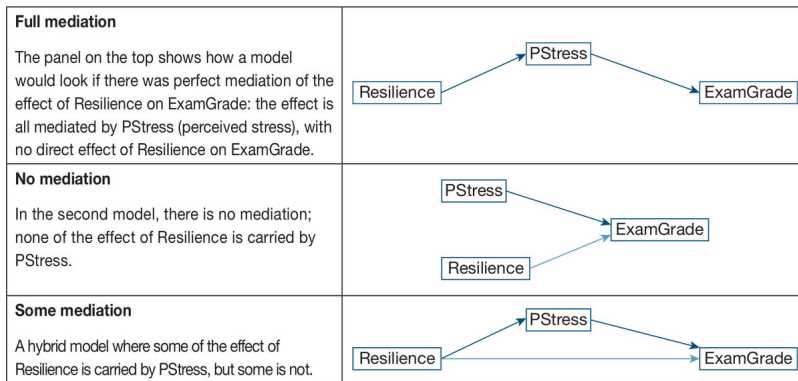 Full mediation
The panel on the top shows how a model
would look if there was perfect mediation of the
effect of Resilience on ExamGrade: the effect is
all mediated by PStress (perceived stress), with
no direct effect of Resilience on ExamGrade.
PStress
Resilience
ExamGrade
No mediation
In the second model, there is no mediation;
none of the effect of Resilience is carried by
PStress.
PStress
ExamGrade
Resilience
Some mediation
A hybrid model where some of the effect of
Resilience is carried by PStress, but some is not.
PStress
Resilience
ExamGrade